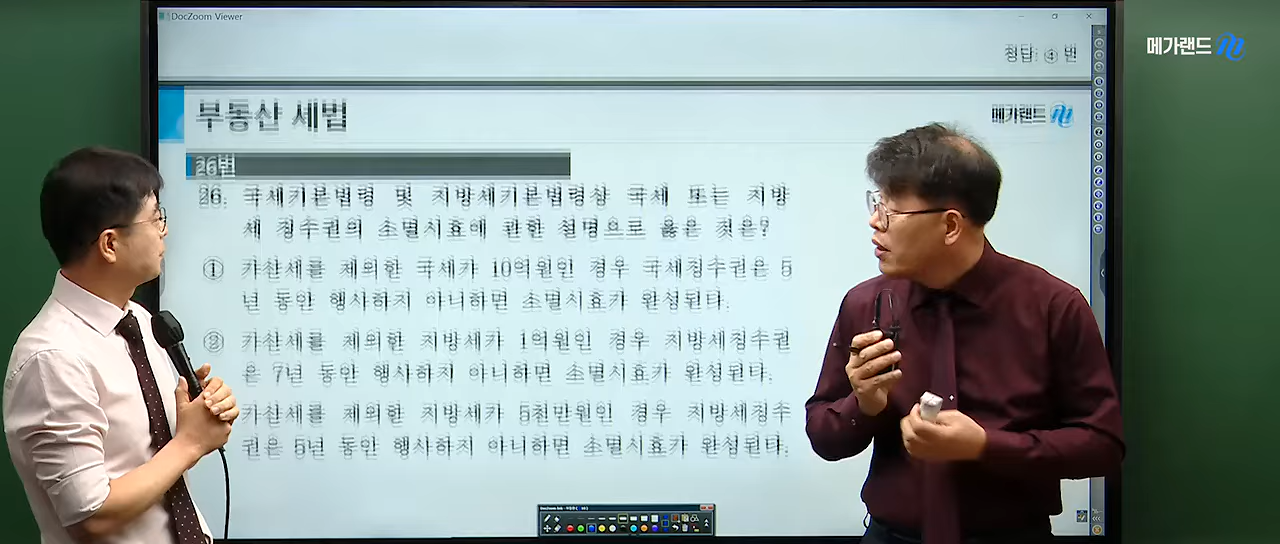 DocZoom Viewer
메가랜드
정답: ④ 번
부동산 세법
메가랜드
26번
26. 국세기본법령 및 지방세기본법령상 국세 또는 지방
세 징수권의 소멸시효에 관한 설명으로 옳은 것은?
① 가산세를 제외한 국세가 10억원인 경우 국세징수권은 5
년 동안 행사하지 아니하면 소멸시효가 완성된다.
② 가산세를 제외한 지방세가 1억원인 경우 지방세징수권
은 7년 동안 행사하지 아니하면 소멸시효가 완성된다.
가산세를 제외한 지방세가 5천만원인 경우 지방세징수
권은 5년 동안 행사하지 아니하면 소멸시효가 완성된다.